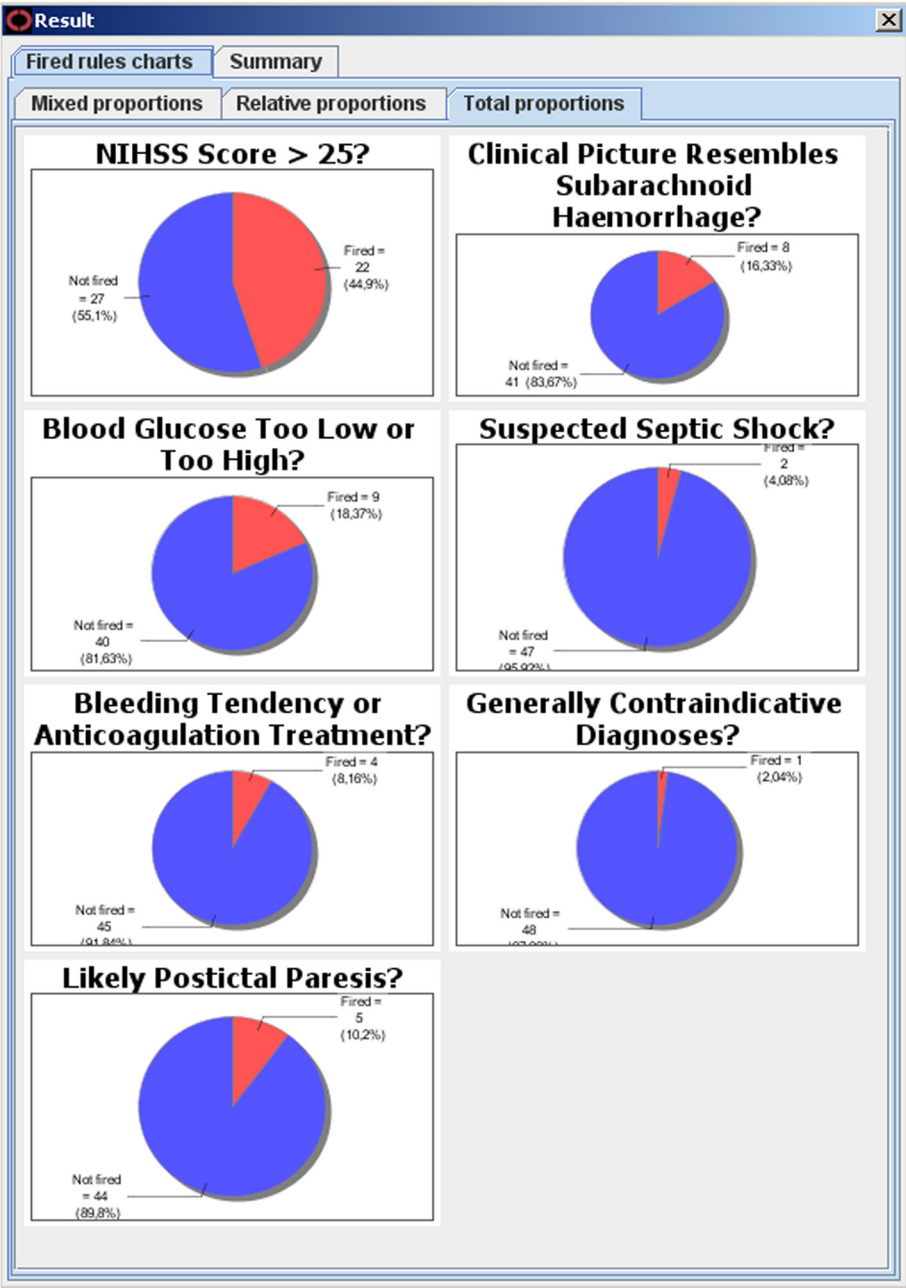 Result
Fired rules charts Summary
Mixed proportions Relative proportions Total proportions
NIHSS Score > 25?
Fired =
22
(44,9%)
Not fired
= 27
(55,1%)
Clinical Picture Resembles
Subarachnoid
Haemorrhage?
Fired = 8
(16,33%)
Not fired =
41 (83,67%)
Blood Glucose Too Low or
Too High?
Fired = 9
(18,37%)
Not fired =
40
(81,63%)
Suspected Septic Shock?
Fired =
2
(4,08%)
Not fired
= 47
(95,92%)
Bleeding Tendency or
Anticoagulation Treatment?
Fired = 4
(8,16%)
Not fired =
45
(91,84%)
Generally Contraindicative
Diagnoses?
Fired = 1
(2,04%)
Not fired =
48
Likely Postictal Paresis?
Fired =
5
(10,2%)
Not fired
= 44
(89,8%)